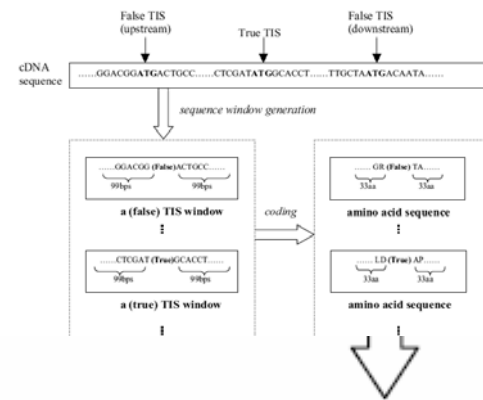 False TIS
(upstream)
True TIS
False TIS
(downstream)
cDNA
sequence
……GGACGGATGACTGCC……CTCGATATGGCACCT……TTGCTAATGACAATA……
sequence window generation
……GGACGG (False)ACTGCC……
99bps 99bps
a (false) TIS window
……CTCGAT (True)GCACCT……
99bps 99bps
a (true) TIS window
coding
…… GR (False) TA ……
33aa 33aa
amino acid sequence
…… LD (True) AP……
33aa 33aa
amino acid sequence